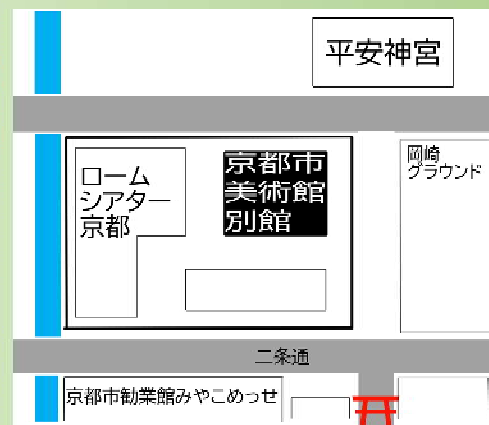 平安神宮
ローム
シアター
京都
京都市
美術館
別館
岡崎
グラウンド
二条通
京都市勧業館みやこめっせ